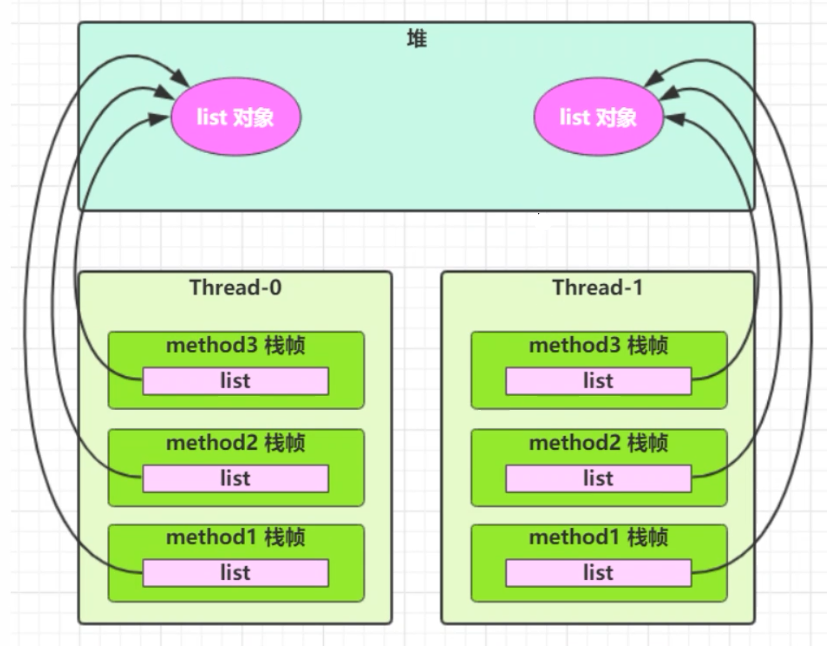 堆
list 对象
list 对象
Thread-0
method3 栈帧
list
method2 栈帧
list
method1 栈帧
list
Thread-1
method3 栈帧
list
method2 栈帧
list
method1 栈帧
list